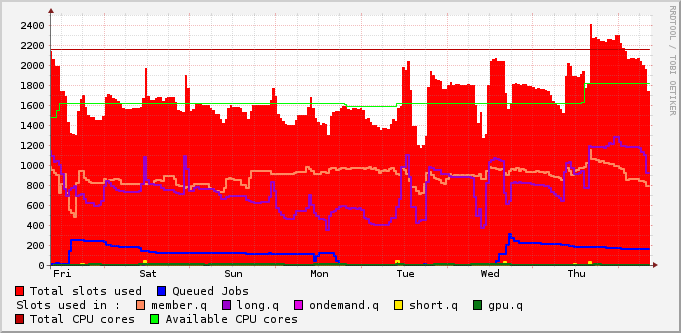 RRDTOOL / TOBI OETIKER
2400
2200
2000
1800
1600
1400
1200
1000
800
600
400
200
0
Fri Sat Sun Mon Tue Wed Thu
Total slots used Queued Jobs
Slots used in : member.q long.q ondemand.q short.q gpu.q
Total CPU cores Available CPU cores